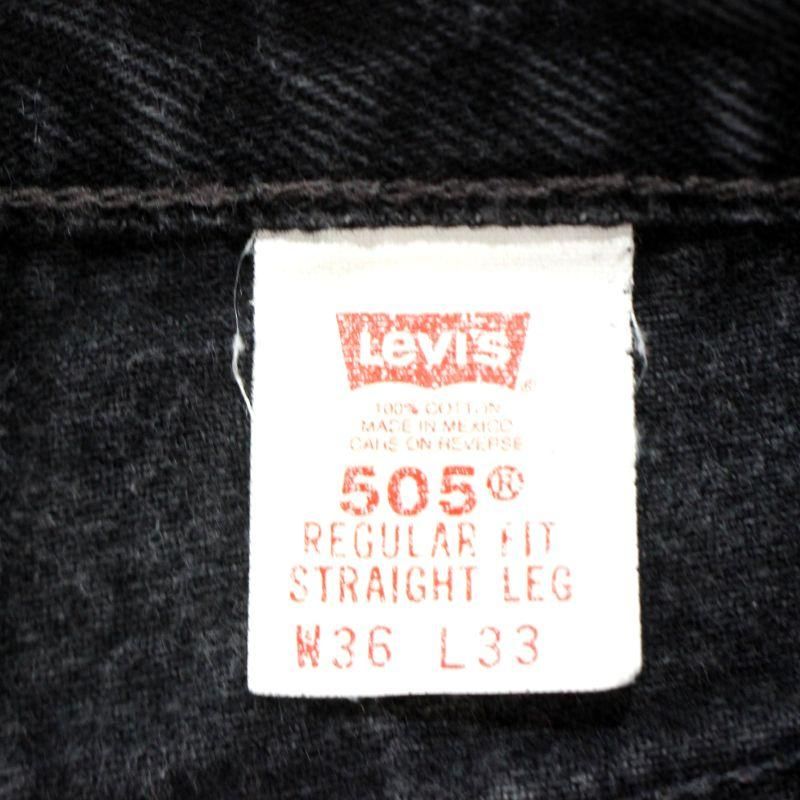 Levi's®
100% COTTON
MADE IN MEXICO
CARE ON REVERSE
505®
REGULAR FIT
STRAIGHT LEG
W36 L33